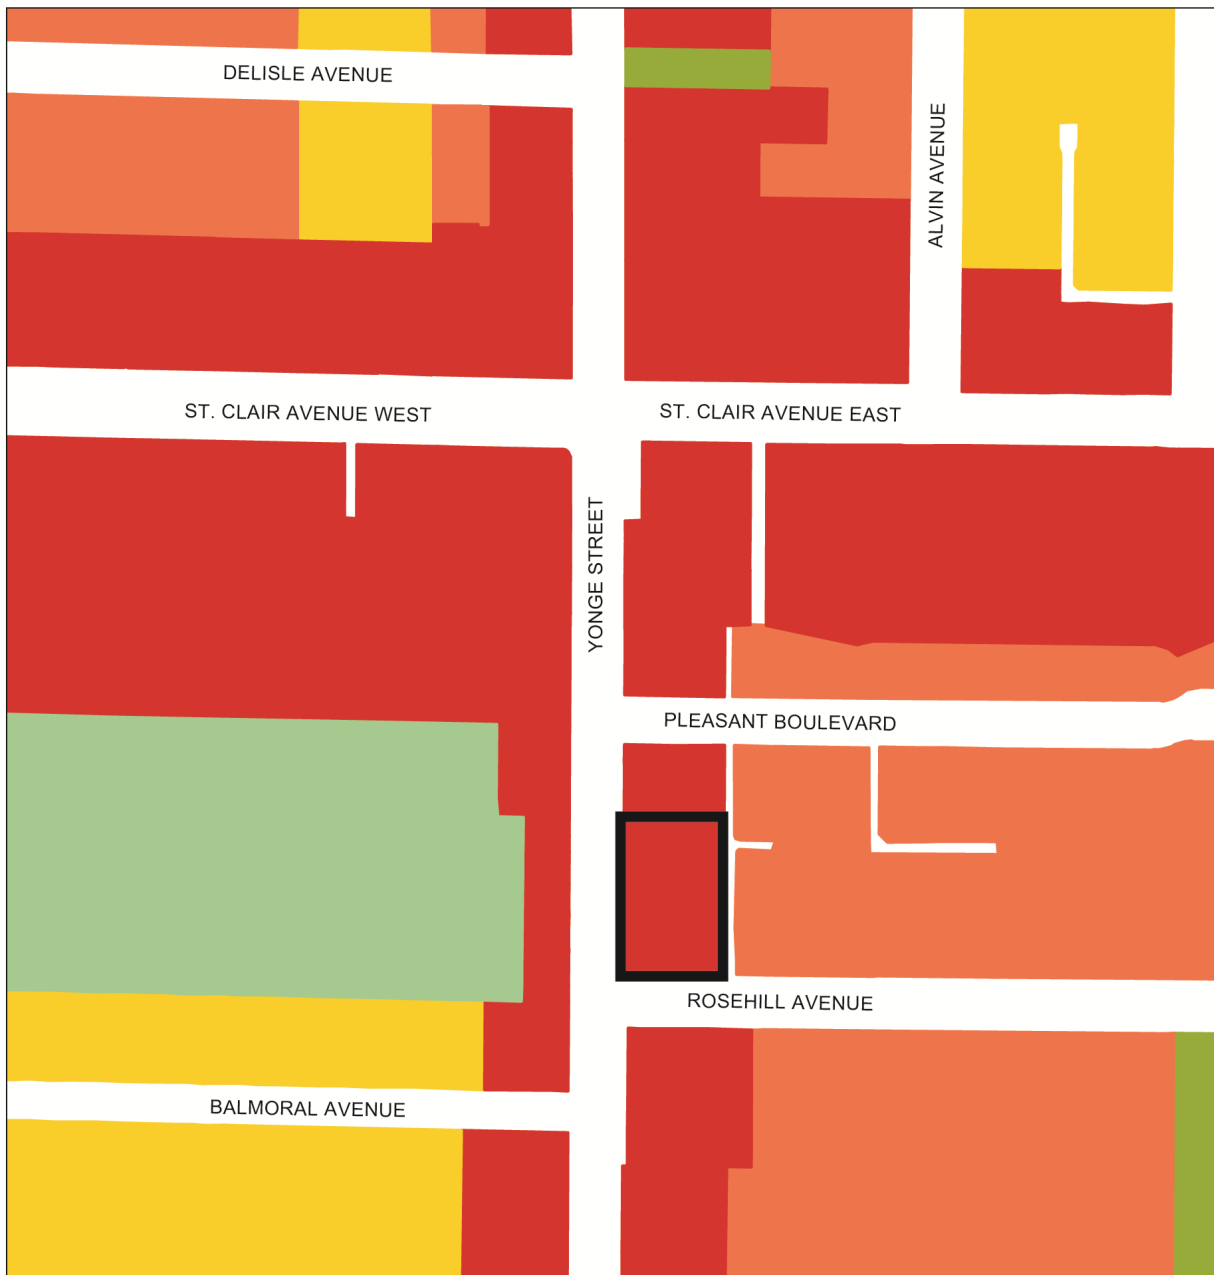 DELISLE AVENUE
ALVIN AVENUE
ST. CLAIR AVENUE WEST
ST. CLAIR AVENUE EAST
YONGE STREET
PLEASANT BOULEVARD
ROSEHILL AVENUE
BALMORAL AVENUE